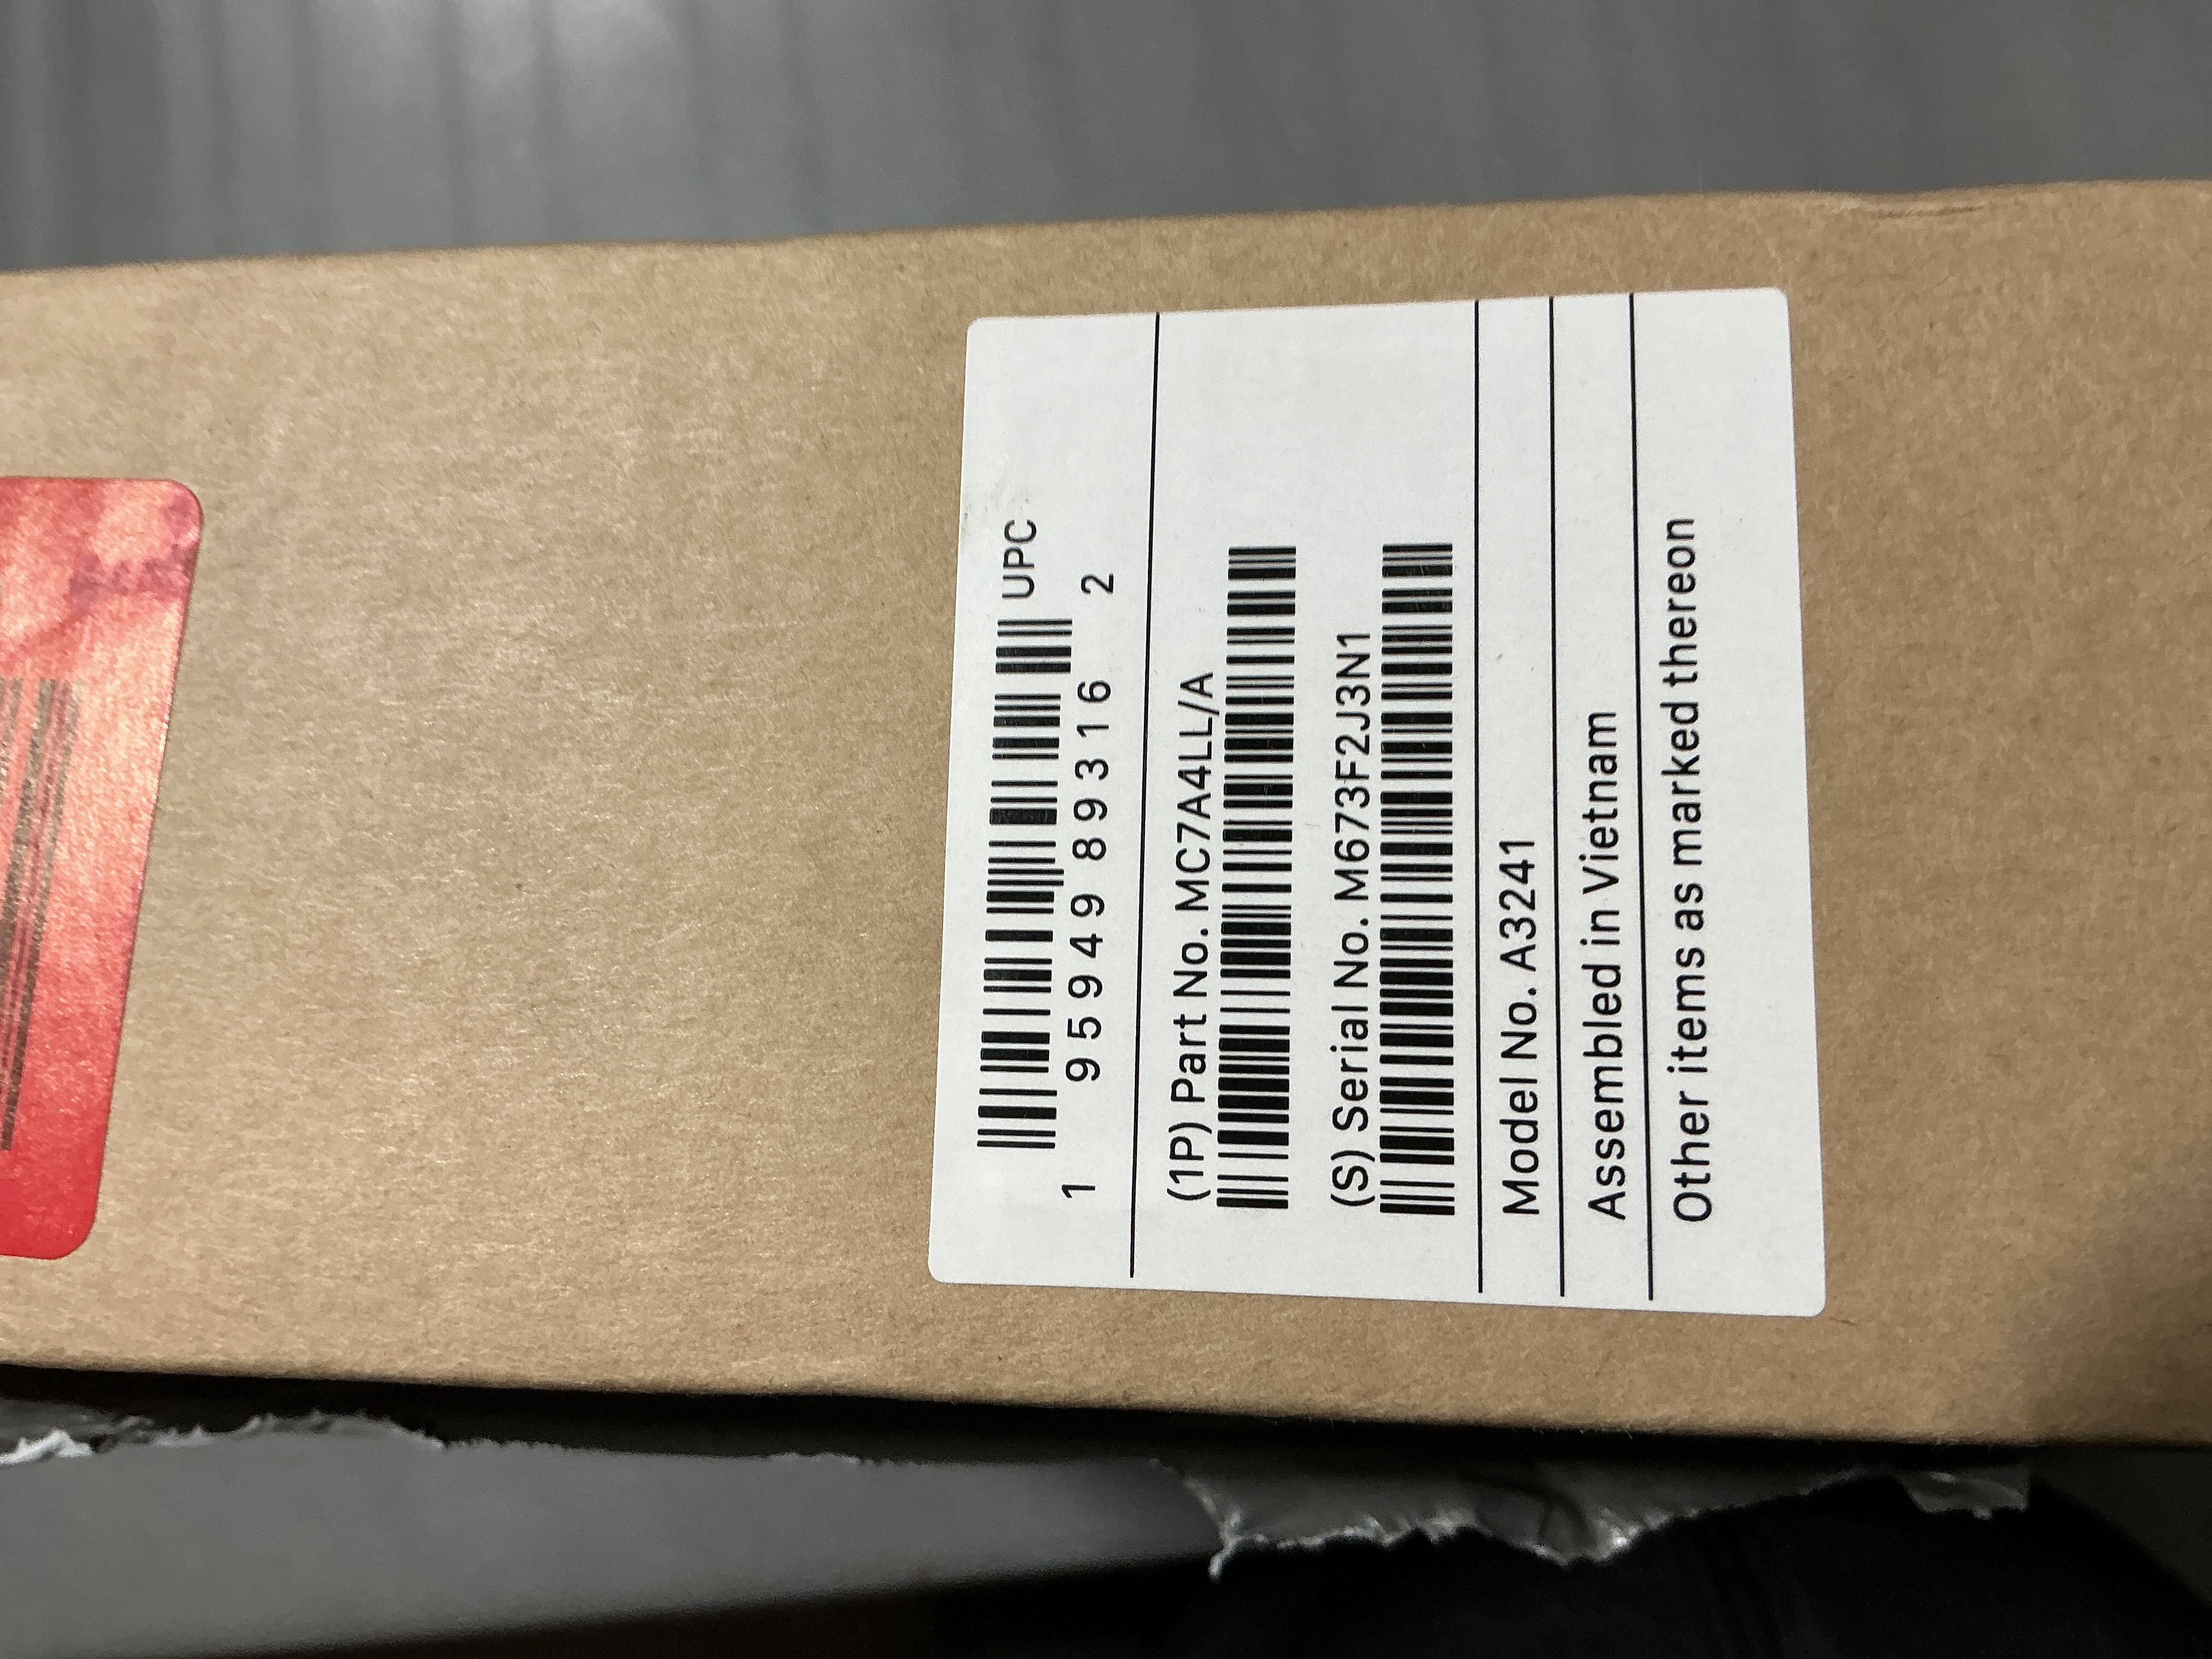 UPC
1 95949 89316 2
(1P) Part No. MC7A4LL/A
(S) Serial No. M673F2J3N1
Model No. A3241
Assembled in Vietnam
Other items as marked thereon